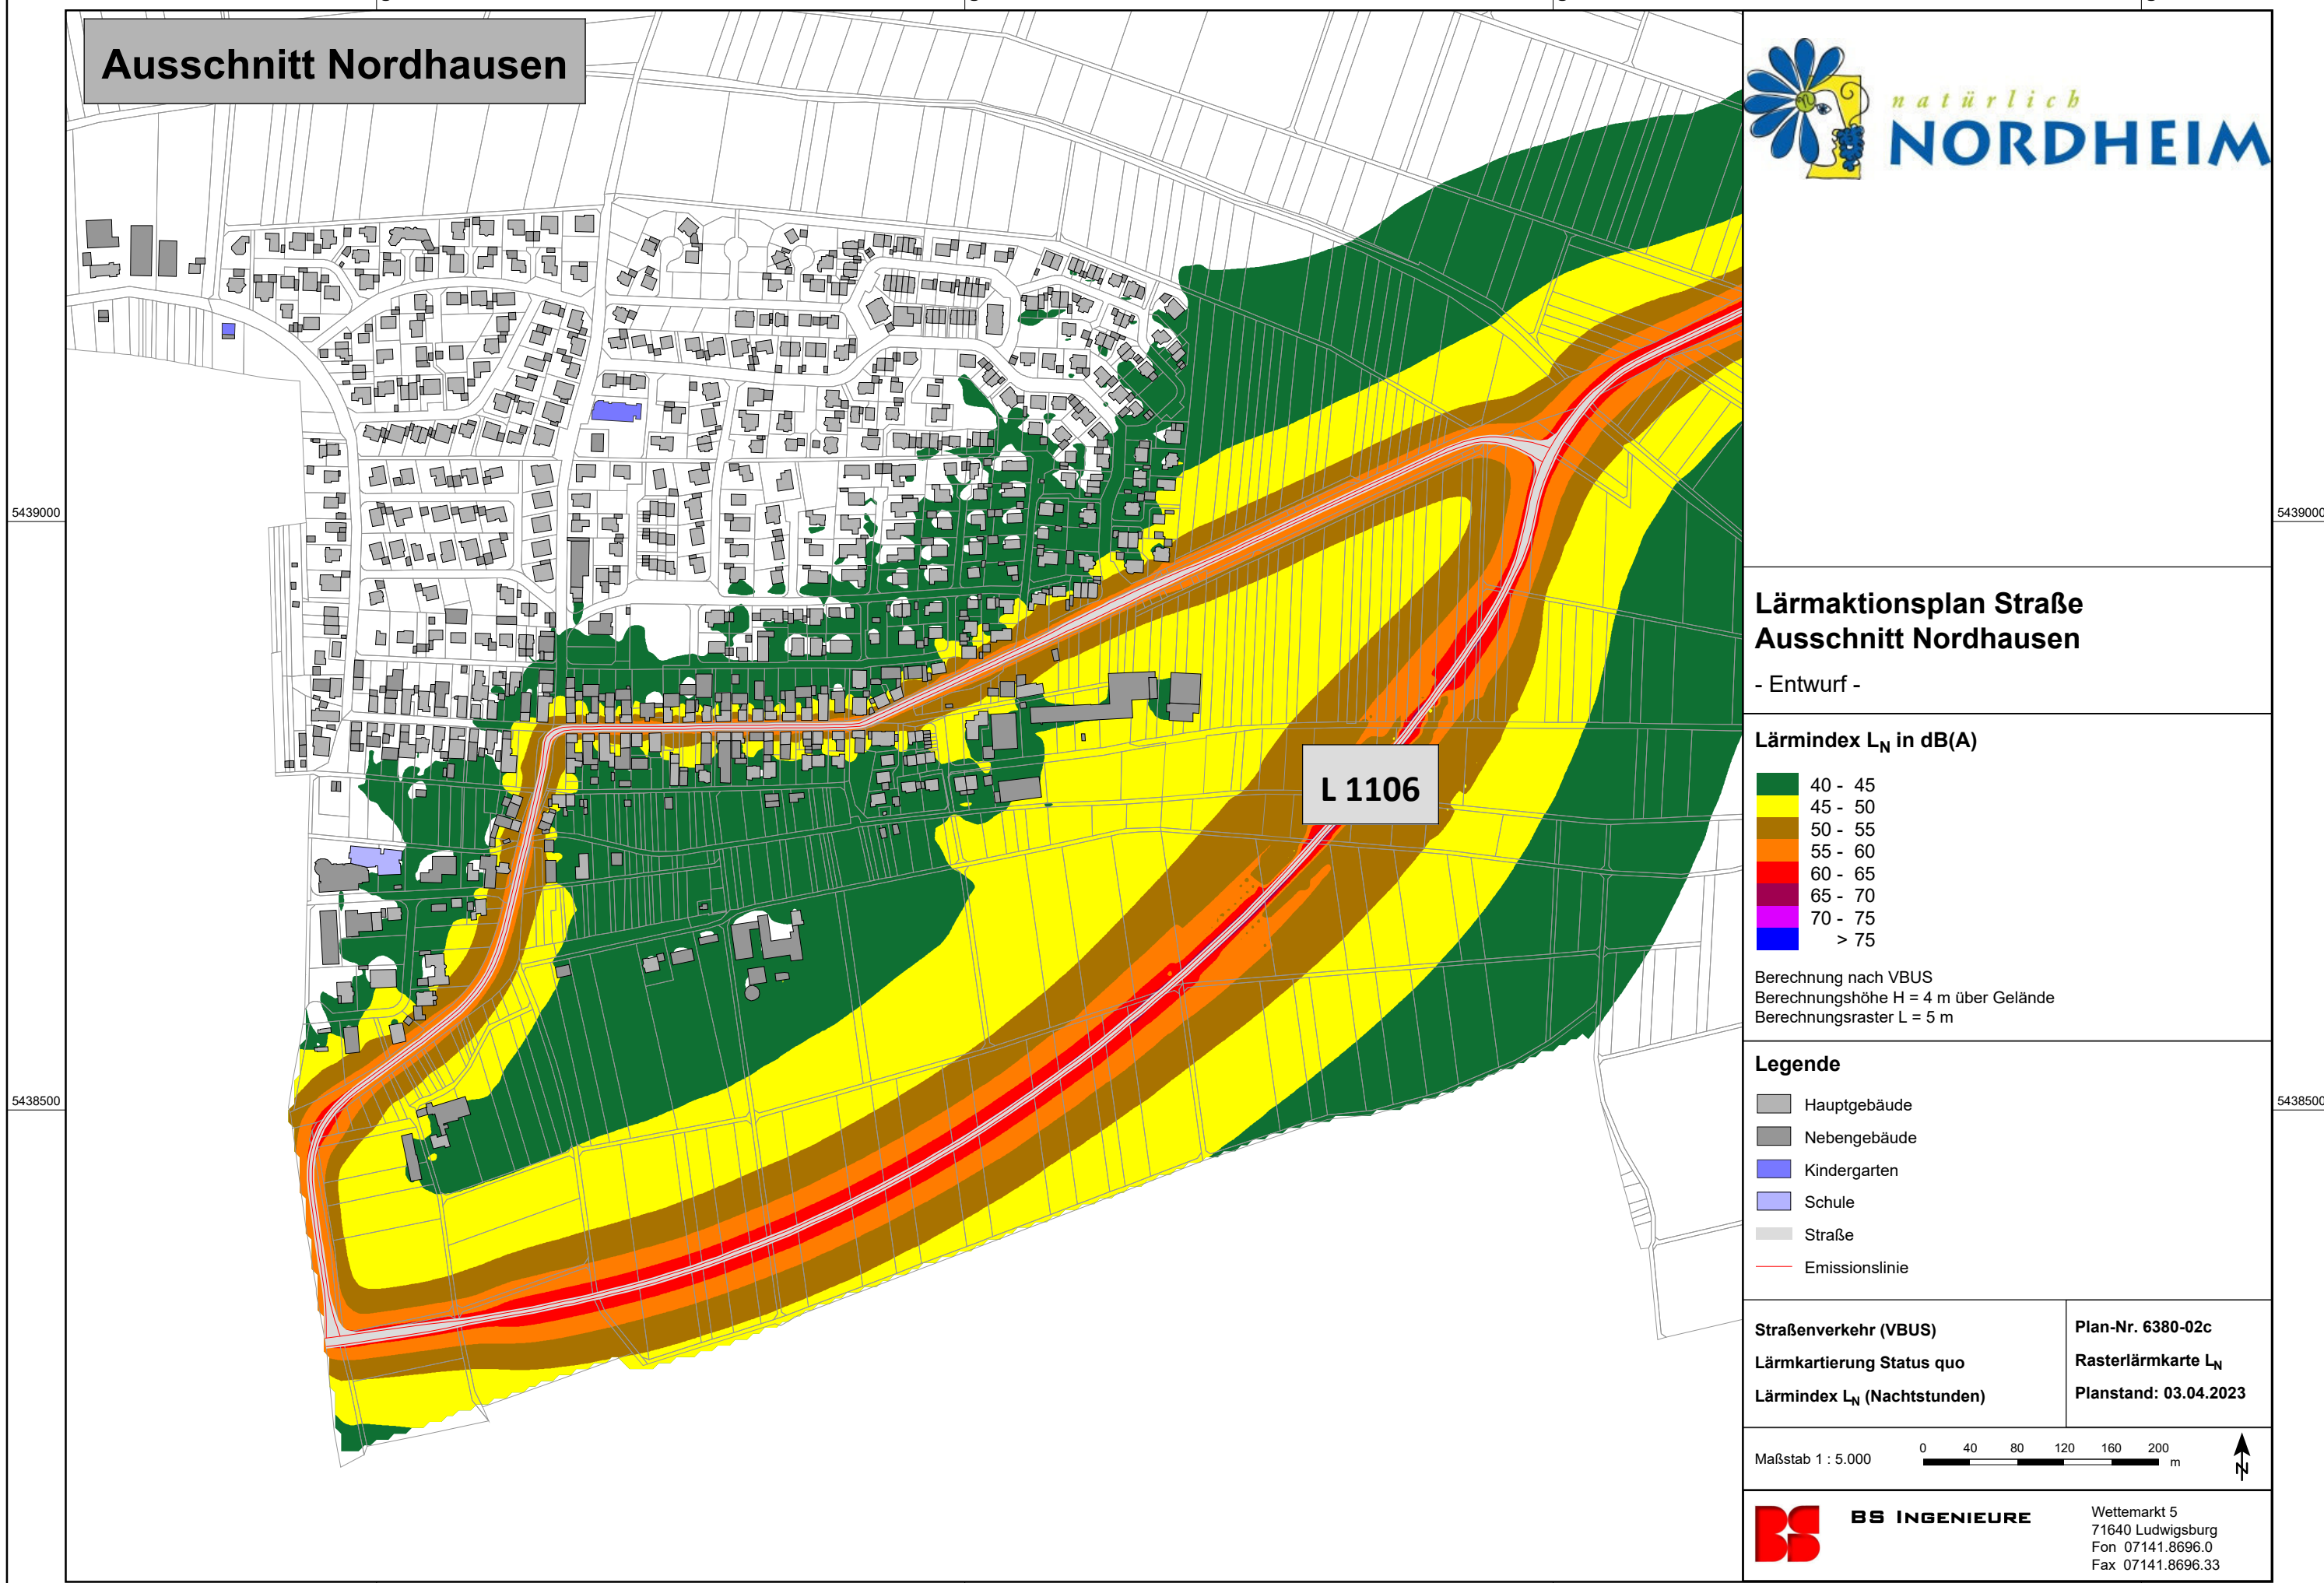 Ausschnitt Nordhausen
natürlich
NORDHEIM
5439000
5439000
Lärmaktionsplan Straße
Ausschnitt Nordhausen
- Entwurf -
Lärmindex LN in dB(A)
40 - 45
45 - 50
50 - 55
55 - 60
60 - 65
65 - 70
70 - 75
> 75
L 1106
Berechnung nach VBUS
Berechnungshöhe H = 4 m über Gelände
Berechnungsraster L = 5 m
Legende
5438500
5438500
Hauptgebäude
Nebengebäude
Kindergarten
Schule
Straße
Emissionslinie
Straßenverkehr (VBUS)
Lärmkartierung Status quo
Lärmindex LN (Nachtstunden)
Plan-Nr. 6380-02c
Rasterlärmkarte LN
Planstand: 03.04.2023
Maßstab 1 : 5.000
0 40 80 120 160 200
m
N
BS
BS INGENIEURE
Wettemarkt 5
71640 Ludwigsburg
Fon 07141.8696.0
Fax 07141.8696.33